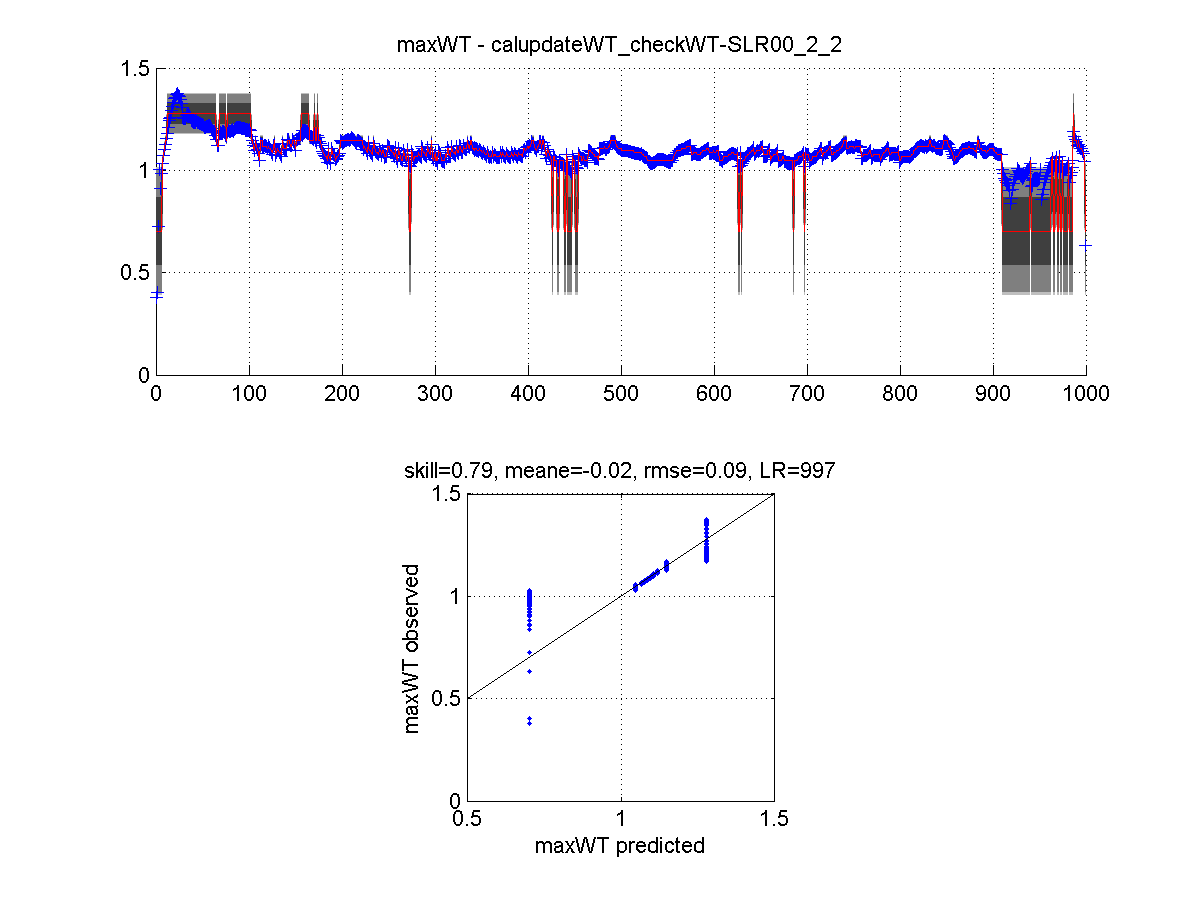 maxWT - calupdateWT_checkWT-SLR00_2_2
1.5
1
0.5
0
0 100 200 300 400 500 600 700 800 900 1000
skill=0.79, meane=-0.02, rmse=0.09, LR=997
1.5
1
0.5
0
maxWT observed
0.5 1 1.5
maxWT predicted